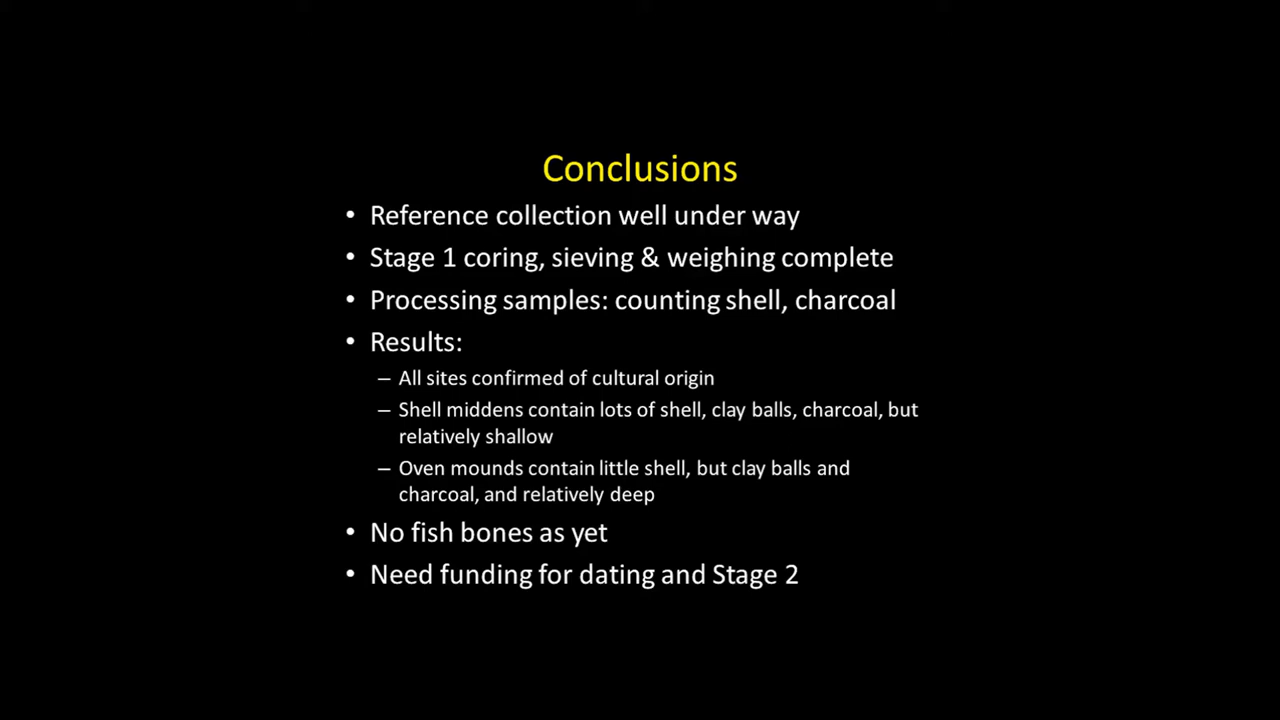 Conclusions
• Reference collection well under way
• Stage 1 coring, sieving & weighing complete
• Processing samples: counting shell, charcoal
• Results:
– All sites confirmed of cultural origin
– Shell middens contain lots of shell, clay balls, charcoal, but
relatively shallow
– Oven mounds contain little shell, but clay balls and
charcoal, and relatively deep
• No fish bones as yet
• Need funding for dating and Stage 2